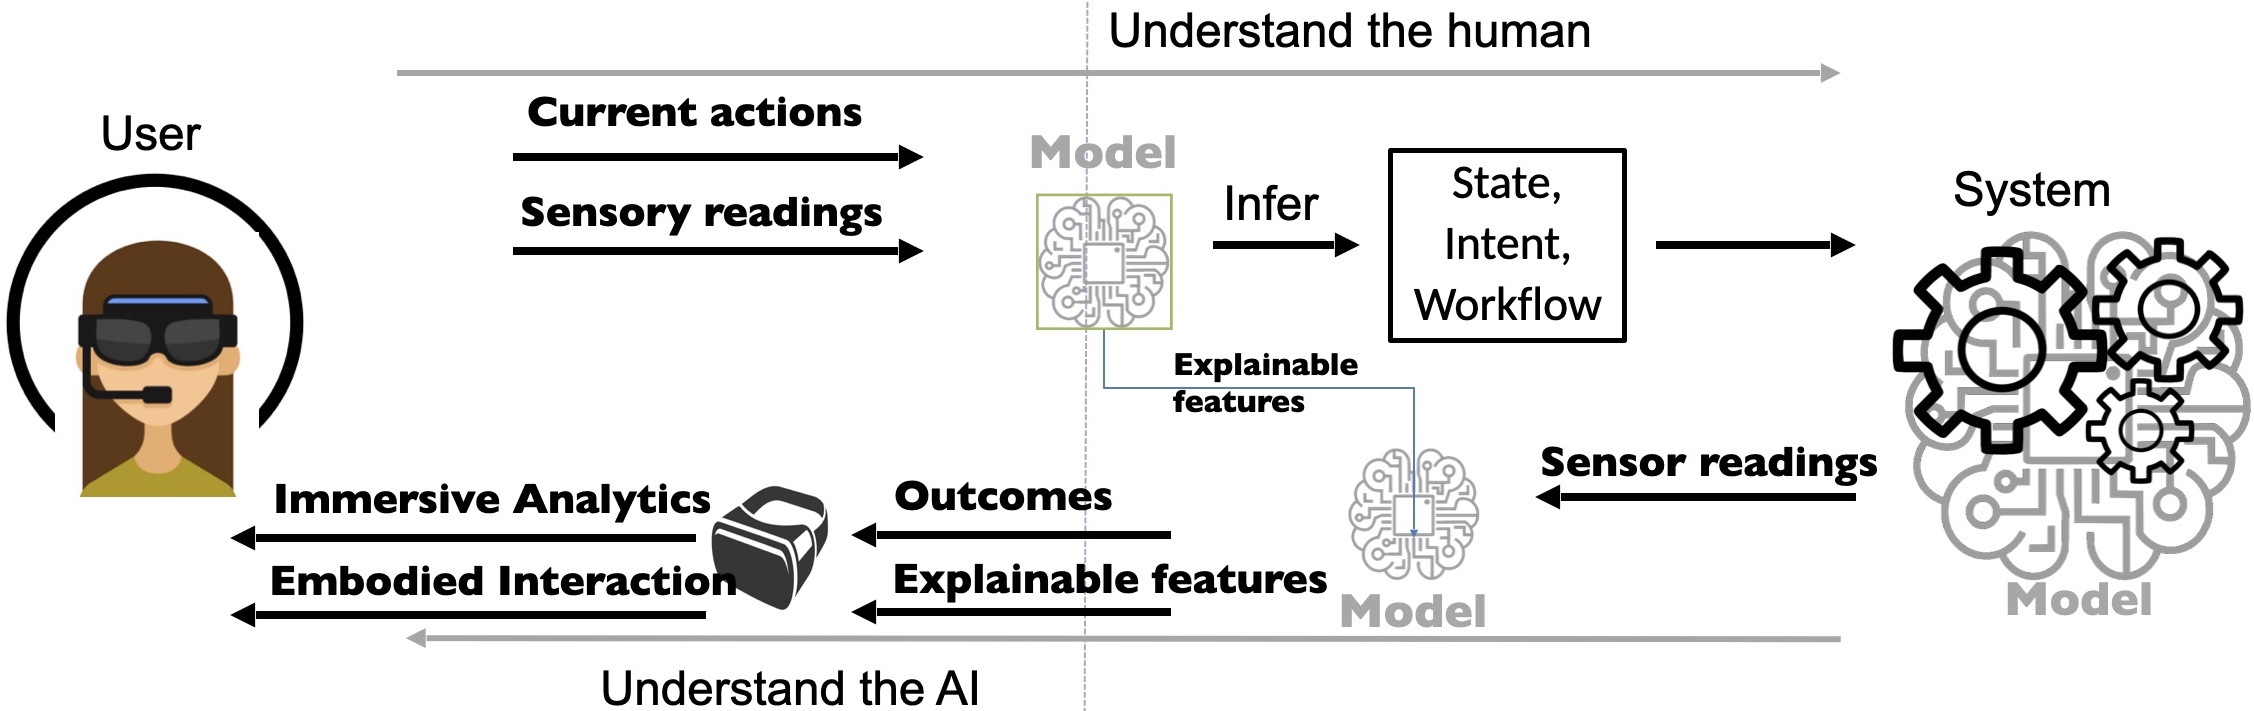 Understand the human
Current actions
User
Model
Sensory readings
Infer
State,
Intent,
Workflow
System
Explainable
features
Sensor readings
Immersive Analytics
Outcomes
Embodied Interaction
Explainable features
Model
Model
Understand the AI